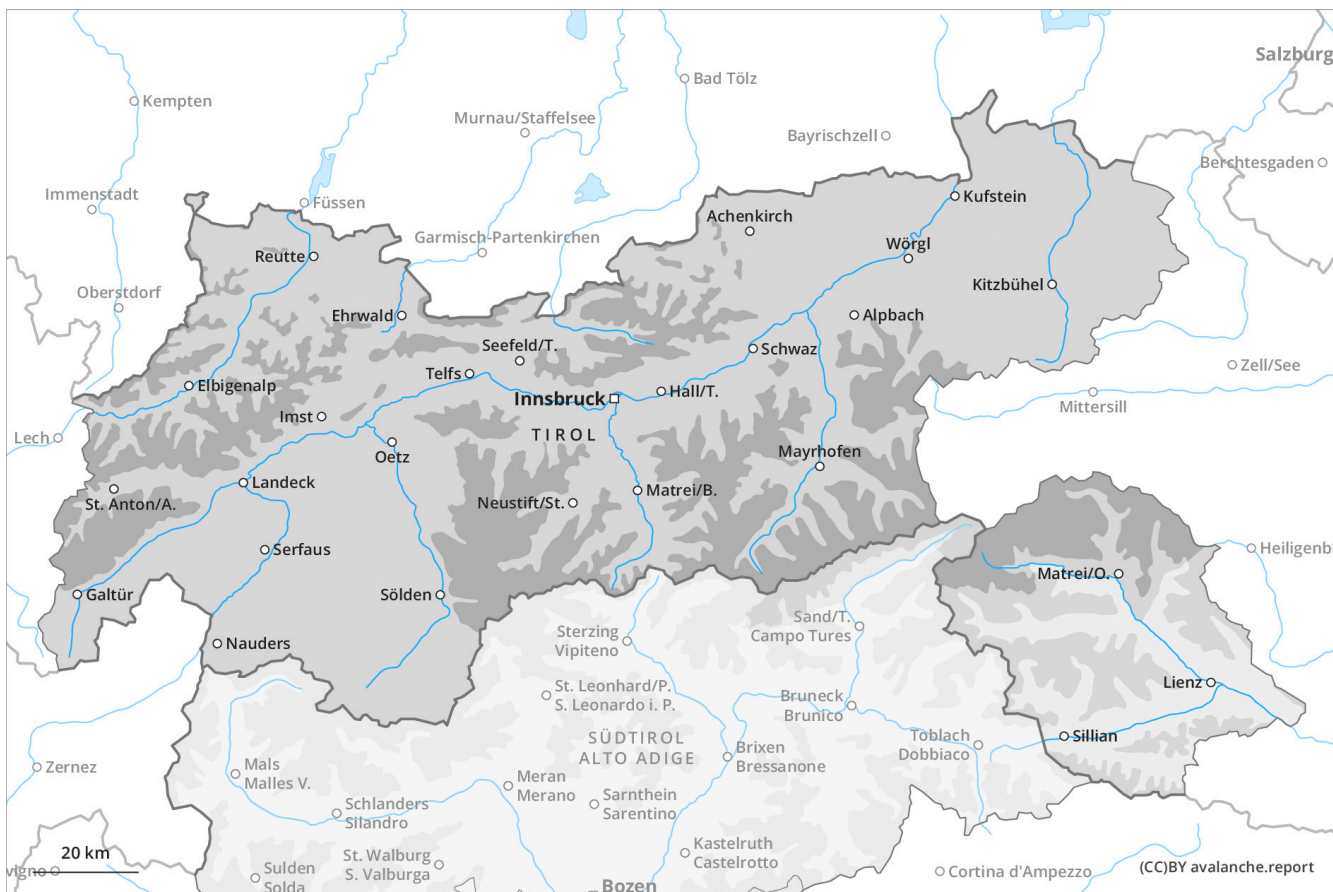 Salzburg
Bad Tölz
Kempten
Murnau/Staffelsee
Bayrischzell
Berchtesgaden
Immenstadt
Füssen
Kufstein
Achenkirch
Garmisch-Partenkirchen
Wörgl
Reutte
Kitzbühel
Oberstdorf
Ehrwald
Alpbach
Seefeld/T.
Schwaz
Telfs
Zell/See
Elbigenalp
Hall/T.
Innsbruck
Mittersill
Imst
Lech
TIROL
Oetz
Mayrhofen
Landeck
Matrei/B.
St. Anton/A.
Neustift/St.
Serfaus
Heiligenb
Matrei/O.
Galtür
Sölden
Sand/T.
Campo Tures
Sterzing
Vipiteno
Nauders
Lienz
St. Leonhard/P.
S. Leonardo i. P.
Bruneck
Brunico
Sillian
SÜDTIROL
ALTO ADIGE
Toblach
Dobbiaco
Brixen
Bressanone
Zernez
Mals
Malles V.
Meran
Merano
Schlanders
Silandro
Sarnthein
Sarentino
20 km
St. Walburg
S. Valburga
Kastelruth
Castelrotto
(CC)BY avalanche.report
vigno
Cortina d'Ampezzo
Sulden
Solda
Bozen